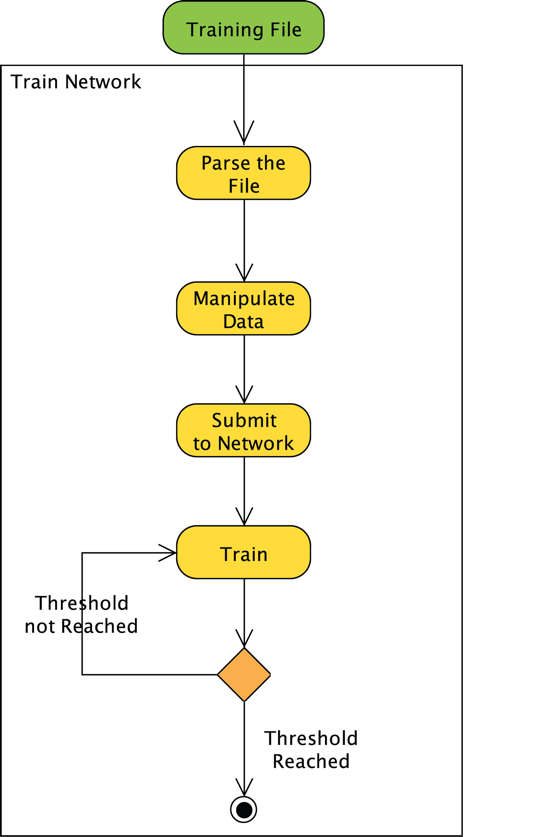 Training File
Train Network
Parse the
File
Manipulate
Data
Submit
to Network
Train
Threshold
not Reached
Threshold
Reached